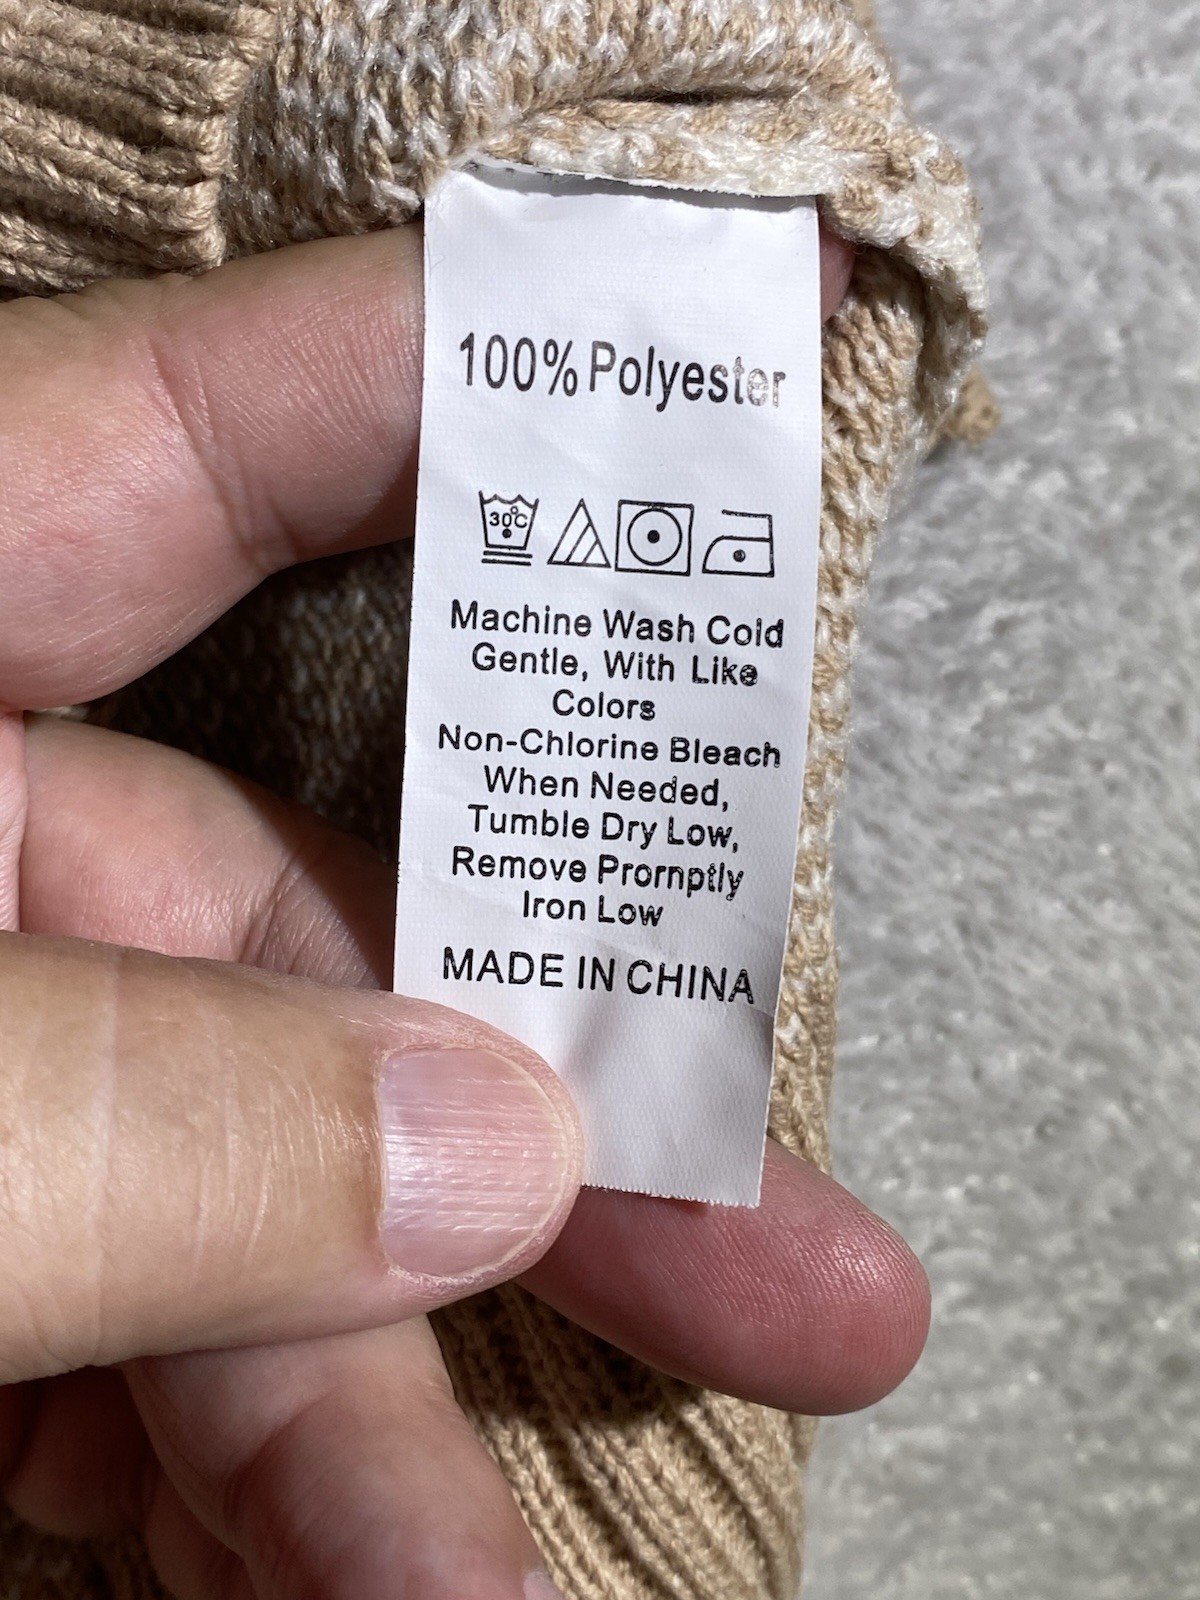 100% Polyester
30°C
Machine Wash Cold
Gentle, With Like
Colors
Non-Chlorine Bleach
When Needed,
Tumble Dry Low,
Remove Prornptly
Iron Low
MADE IN CHINA